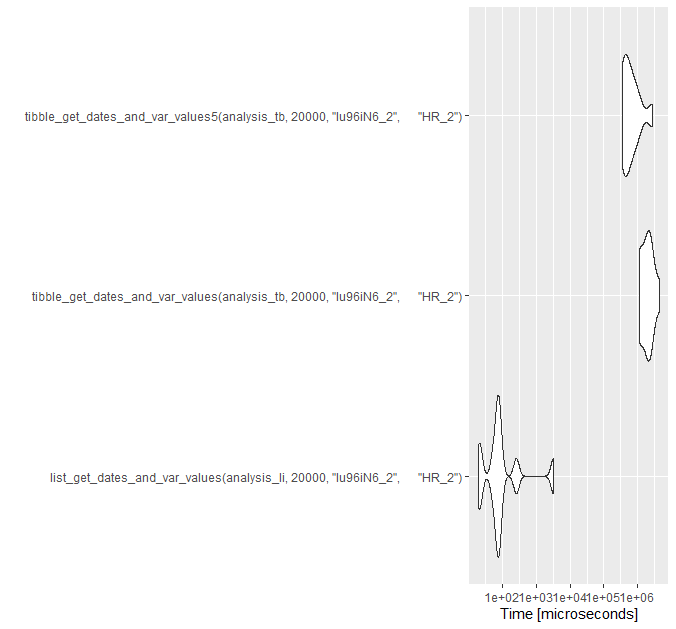 tibble_get_dates_and_var_values5(analysis_tb, 20000, "lu96iN6_2", "HR_2")
tibble_get_dates_and_var_values(analysis_tb, 20000, "lu96iN6_2", "HR_2")
list_get_dates_and_var_values(analysis_li, 20000, "lu96iN6_2", "HR_2")
1e+021e+031e+041e+051e+06
Time [microseconds]